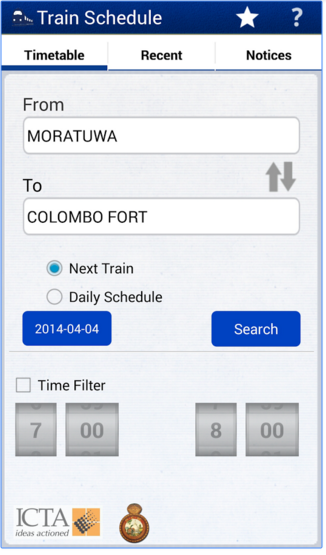 Train Schedule
?
Timetable Recent Notices
From
MORATUWA
To
COLOMBO FORT
Next Train
Daily Schedule
2014-04-04 Search
Time Filter
7 00 8 00
ICTA
ideas actioned